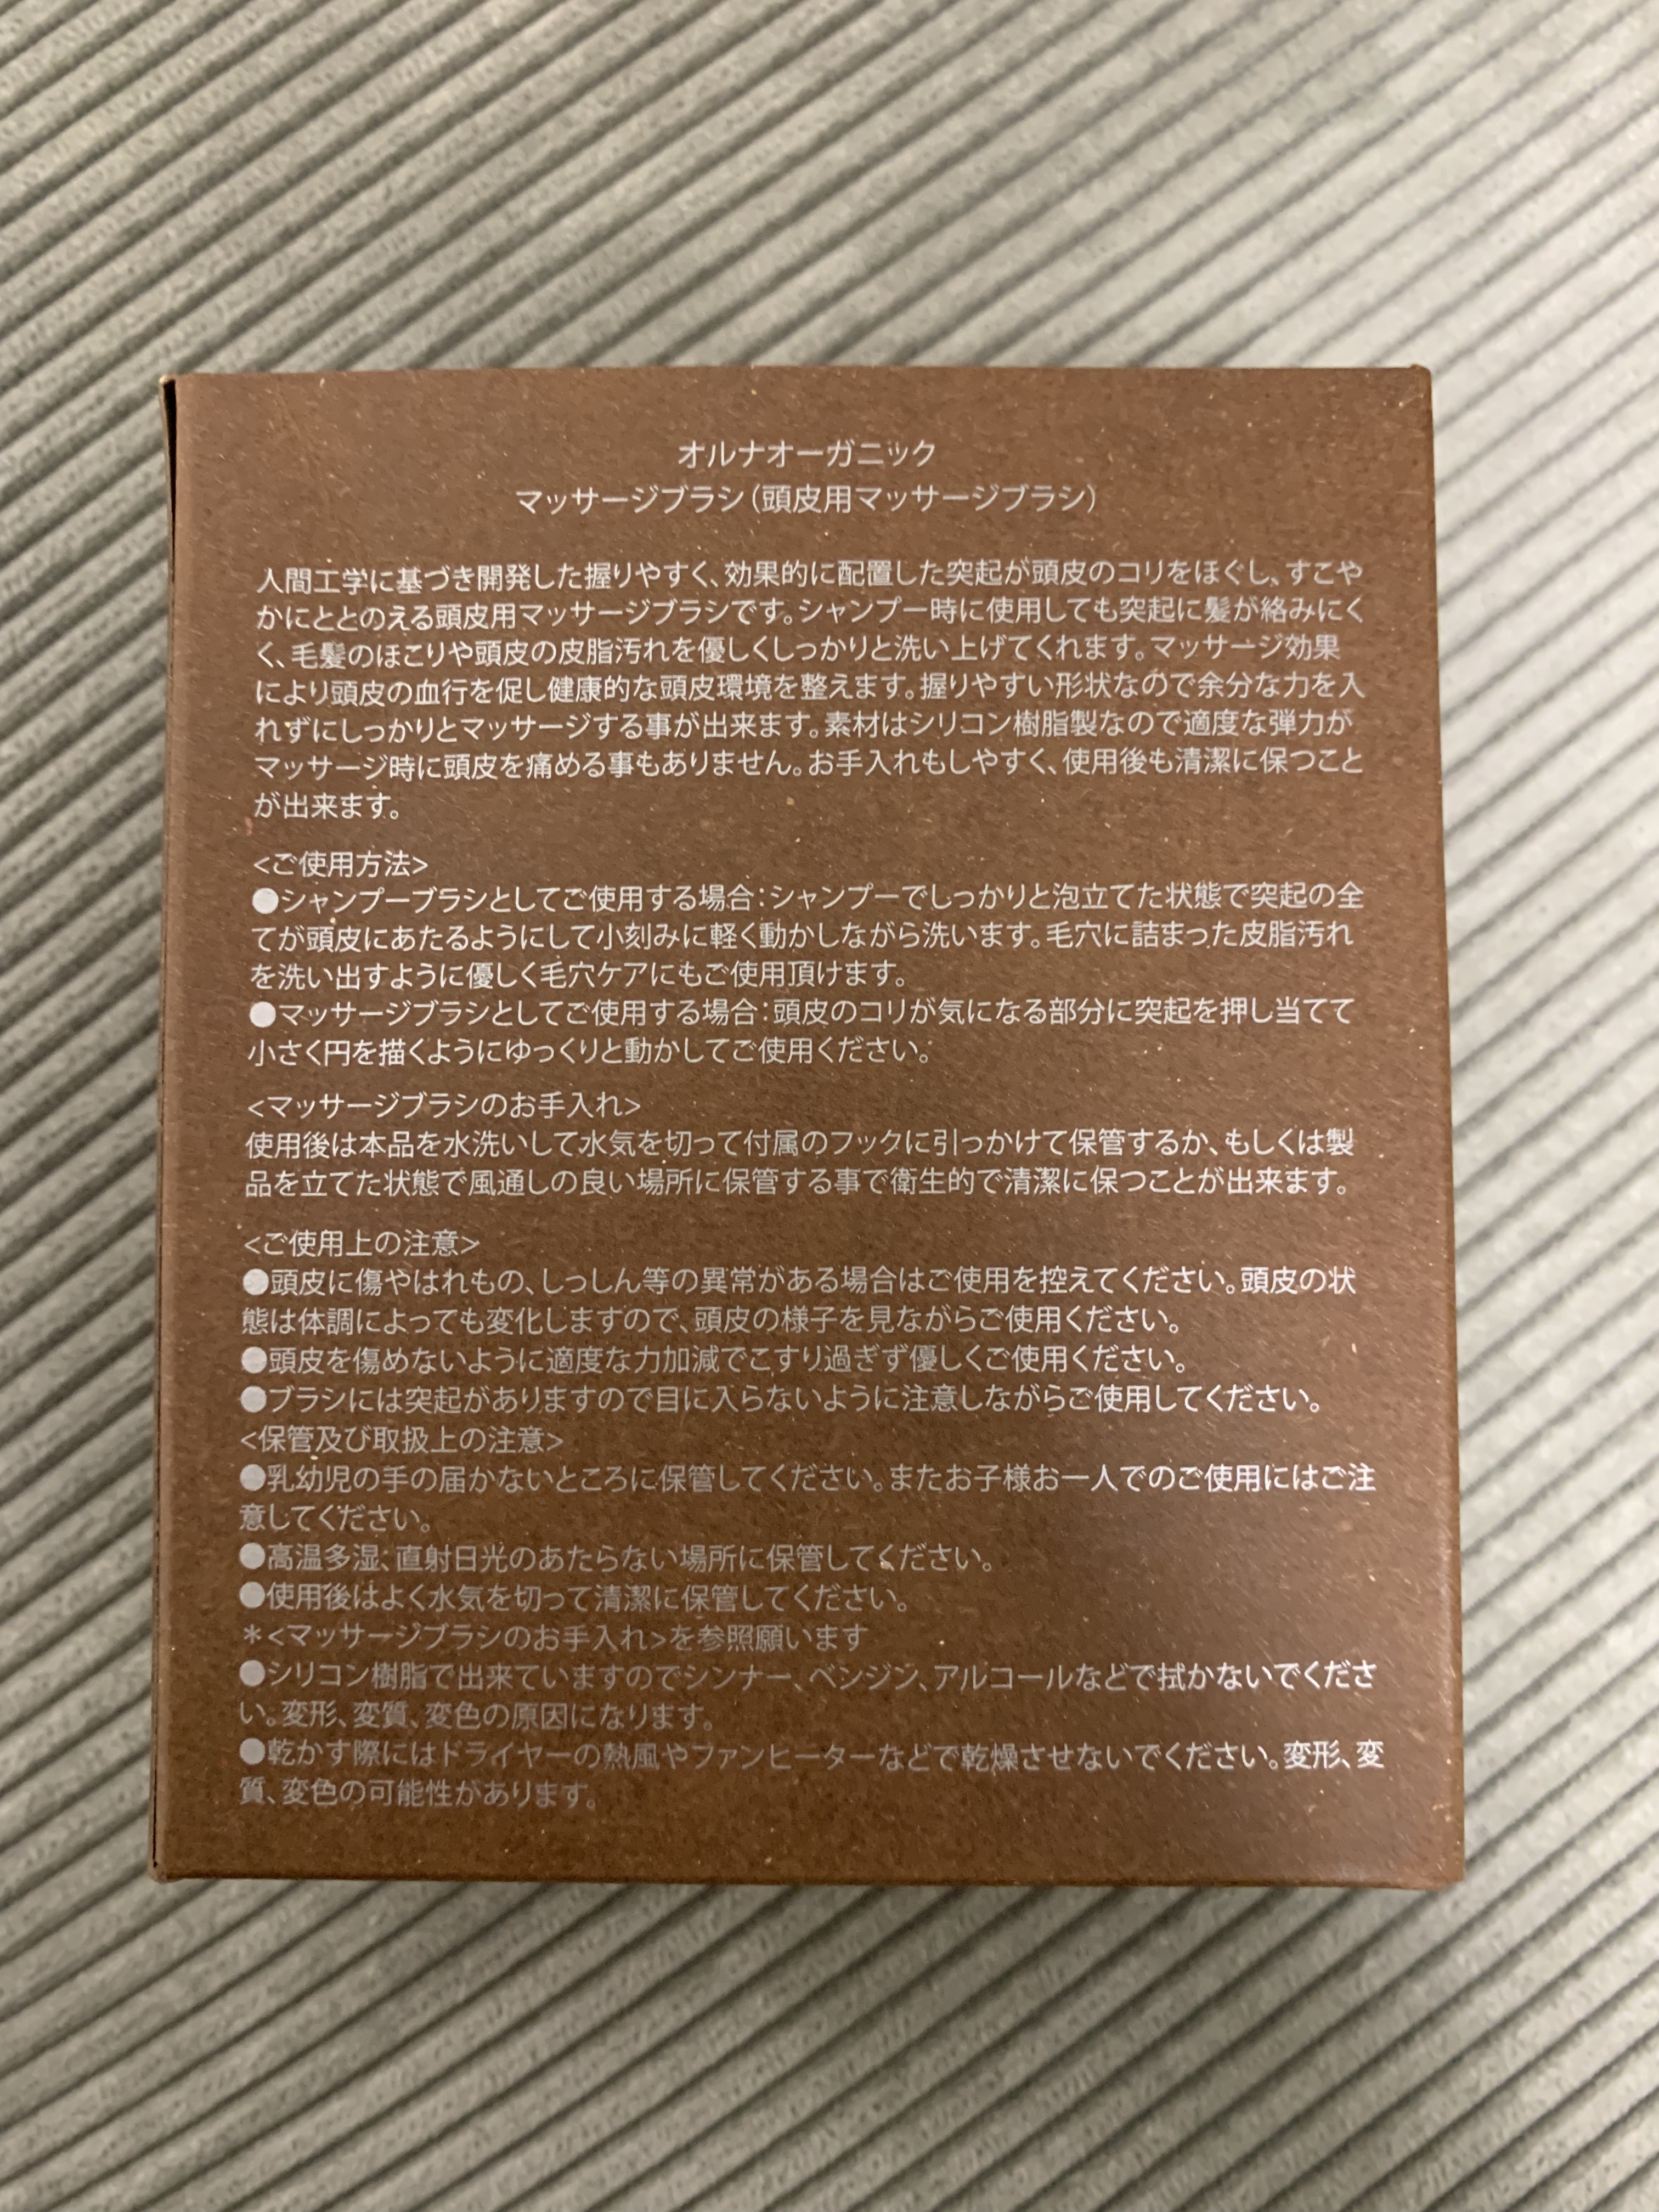 オルナオーガニック
マッサージブラシ（頭皮用マッサージブラシ）
人間工学に基づき開発した握りやすく、効果的に配置した突起が頭皮のコリをほぐし、すこや
かにととのえる頭皮用マッサージブラシです。シャンプー時に使用しても突起に髪が絡みにく
く、毛髪のほこりや頭皮の皮脂汚れを優しくしっかりと洗い上げてくれます。マッサージ効果
により頭皮の血行を促し健康的な頭皮環境を整えます。握りやすい形状なので余分な力を入
れずにしっかりとマッサージする事が出来ます。素材はシリコン樹脂製なので適度な弾力が
マッサージ時に頭皮を痛める事もありません。お手入れもしやすく、使用後も清潔に保つこと
が出来ます。
<ご使用方法>
●シャンプーブラシとしてご使用する場合：シャンプーでしっかりと泡立てた状態で突起の全
てが頭皮にあたるようにして小刻みに軽く動かしながら洗います。毛穴に詰まった皮脂汚れ
を洗い出すように優しく毛穴ケアにもご使用頂けます。
●マッサージブラシとしてご使用する場合：頭皮のコリが気になる部分に突起を押し当てて
小さく円を描くようにゆっくりと動かしてご使用ください。
<マッサージブラシのお手入れ>
使用後は本品を水洗いして水気を切って付属のフックに引っかけて保管するか、もしくは製
品を立てた状態で風通しの良い場所に保管する事で衛生的で清潔に保つことが出来ます。
<ご使用上の注意>
●頭皮に傷やはれもの、しっしん等の異常がある場合はご使用を控えてください。頭皮の状
態は体調によっても変化しますので、頭皮の様子を見ながらご使用ください。
●頭皮を傷めないように適度な力加減でこすり過ぎず優しくご使用ください。
●ブラシには突起がありますので目に入らないように注意しながらご使用してください。
<保管及び取扱上の注意>
●乳幼児の手の届かないところに保管してください。またお子様お一人でのご使用にはご注
意してください。
●高温多湿、直射日光のあたらない場所に保管してください。
●使用後はよく水気を切って清潔に保管してください。
＊<マッサージブラシのお手入れ>を参照願います
●シリコン樹脂で出来ていますのでシンナー、ベンジン、アルコールなどで拭かないでくださ
い。変形、変質、変色の原因になります。
●乾かす際にはドライヤーの熱風やファンヒーターなどで乾燥させないでください。変形、変
質、変色の可能性があります。